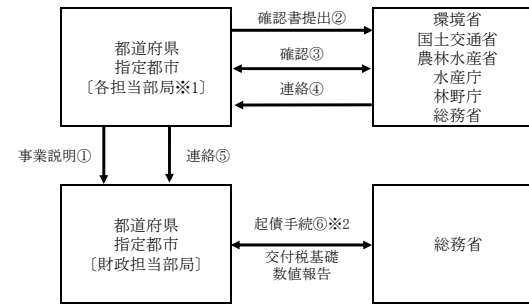 都道府県
指定都市
〔各担当部局※1〕
確認書提出②
確認③
連絡④
環境省
国土交通省
農林水産省
水産庁
林野庁
総務省
事業説明①
連絡⑤
都道府県
指定都市
〔財政担当部局〕
起債手続⑥※2
交付税基礎
数値報告
総務省